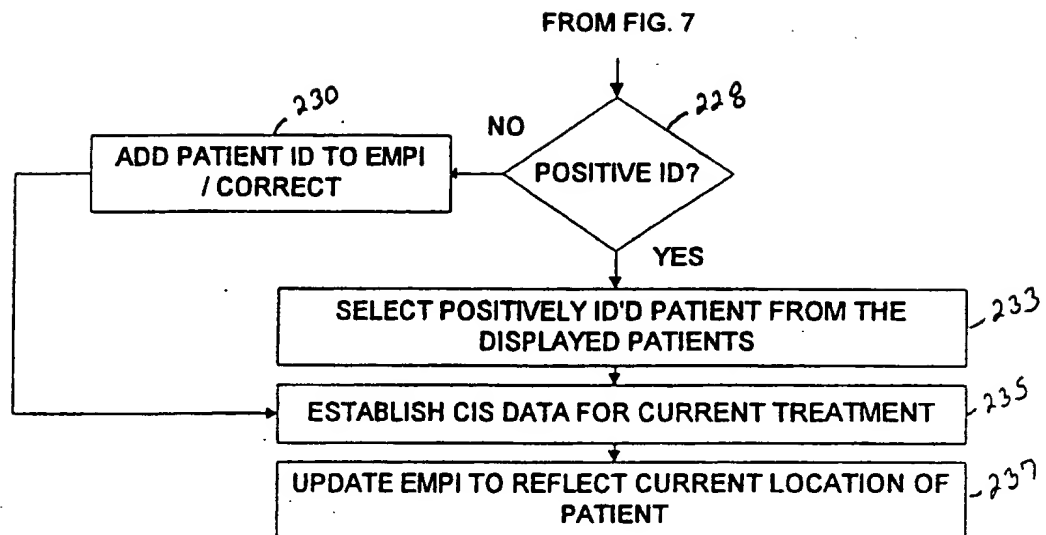 FROM FIG. 7
228
230
NO
ADD PATIENT ID TO EMPI
/ CORRECT
POSITIVE ID?
YES
SELECT POSITIVELY ID'D PATIENT FROM THE
DISPLAYED PATIENTS
233
ESTABLISH CIS DATA FOR CURRENT TREATMENT
235
UPDATE EMPI TO REFLECT CURRENT LOCATION OF
PATIENT
237